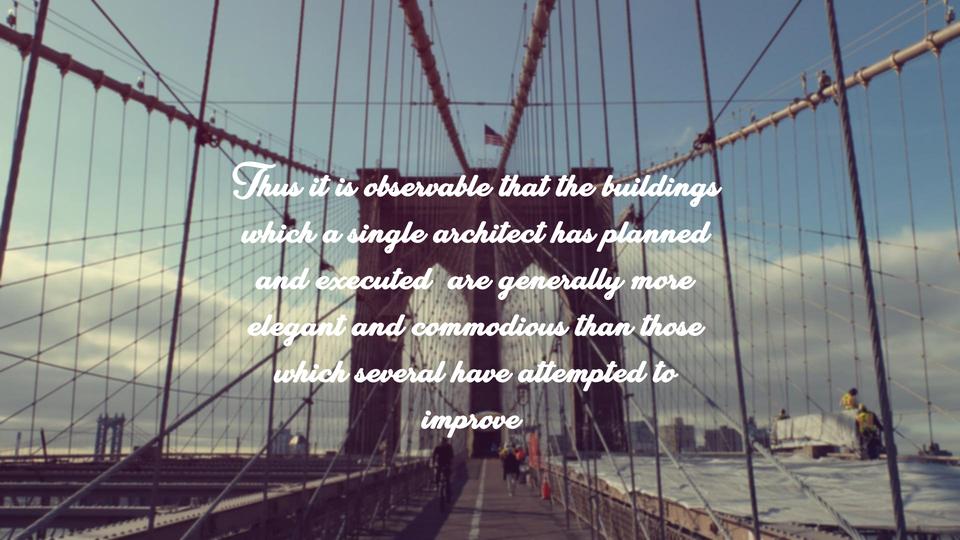 Thus it is observable that the buildings
which a single architect has planned
and executed are generally more
elegant and commodious than those
which several have attempted to
improve